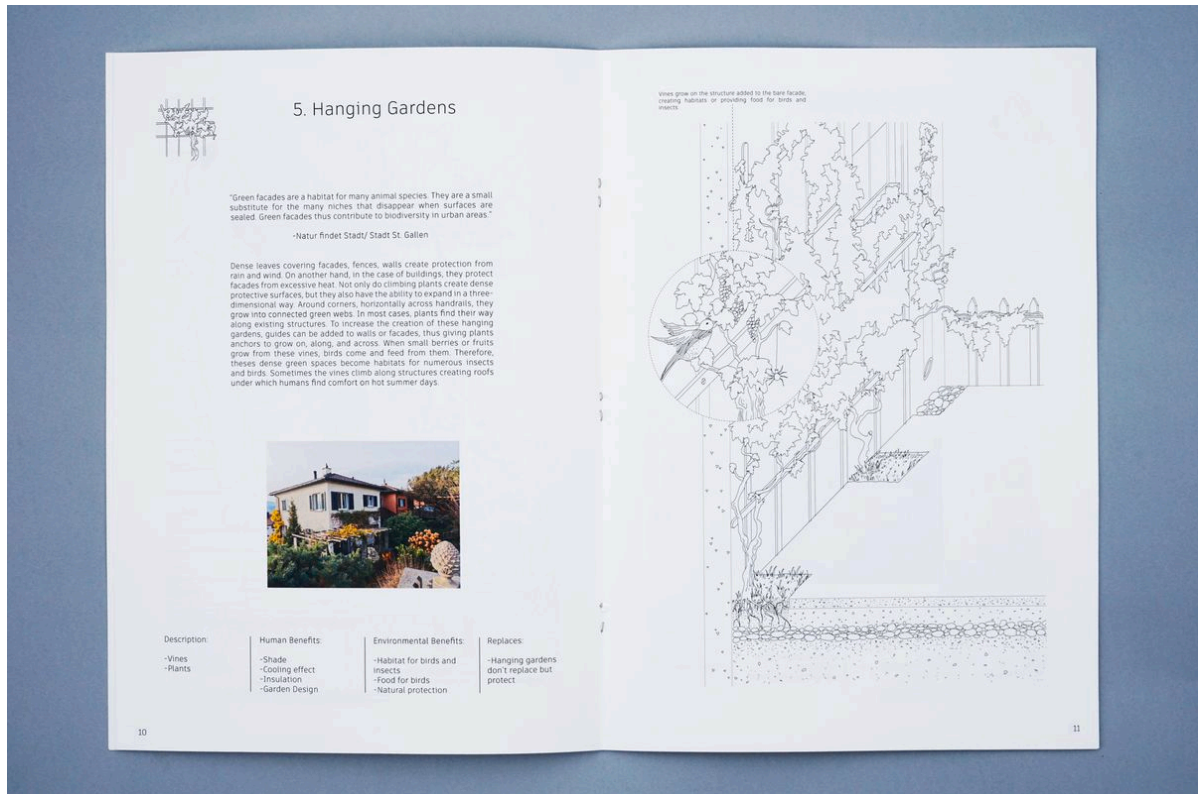 5. Hanging Gardens
"Green facades are a habitat for many animal species. They are a small
substitute for the many niches that disappear when surfaces are
sealed. Green facades thus contribute to biodiversity in urban areas."
-Natur findet Stadt/ Stadt St. Gallen
Dense leaves covering facades, fences, walls create protection from
rain and wind. On another hand, in the case of buildings, they protect
facades from excessive heat. Not only do climbing plants create dense
protective surfaces, but they also have the ability to expand in a three-
dimensional way. Around corners, horizontally across handrails, they
grow into connected green webs. In most cases, plants find their way
along existing structures. To increase the creation of these hanging
gardens, guides can be added to walls or facades, thus giving plants
anchors to grow on, along, and across. When small berries or fruits
grow from these vines, birds come and feed from them. Therefore,
theses dense green spaces become habitats for numerous insects
and birds. Sometimes the vines climb along structures creating roofs
under which humans find comfort on hot summer days.
Description:
-Vines
-Plants
Human Benefits:
-Shade
-Cooling effect
-Insulation
-Garden Design
Environmental Benefits:
-Habitat for birds and
insects
-Food for birds
-Natural protection
Replaces:
-Hanging gardens
don't replace but
protect
10
Vines grow on the structure added to the bare facade,
creating habitats or providing food for birds and
insects
11